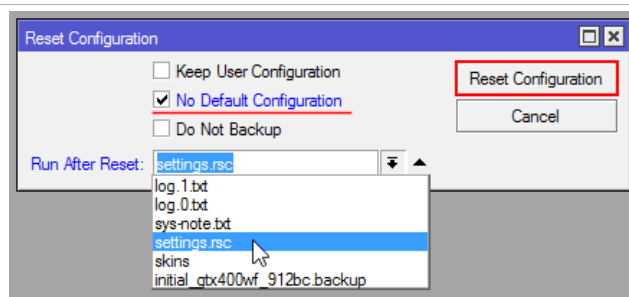 Reset Configuration
Keep User Configuration
Reset Configuration
No Default Configuration
Cancel
Do Not Backup
Run After Reset: settings.rsc
log.1.txt
log.0.txt
sys-note.txt
settings.rsc
skins
initial_gtx400wf_912bc.backup